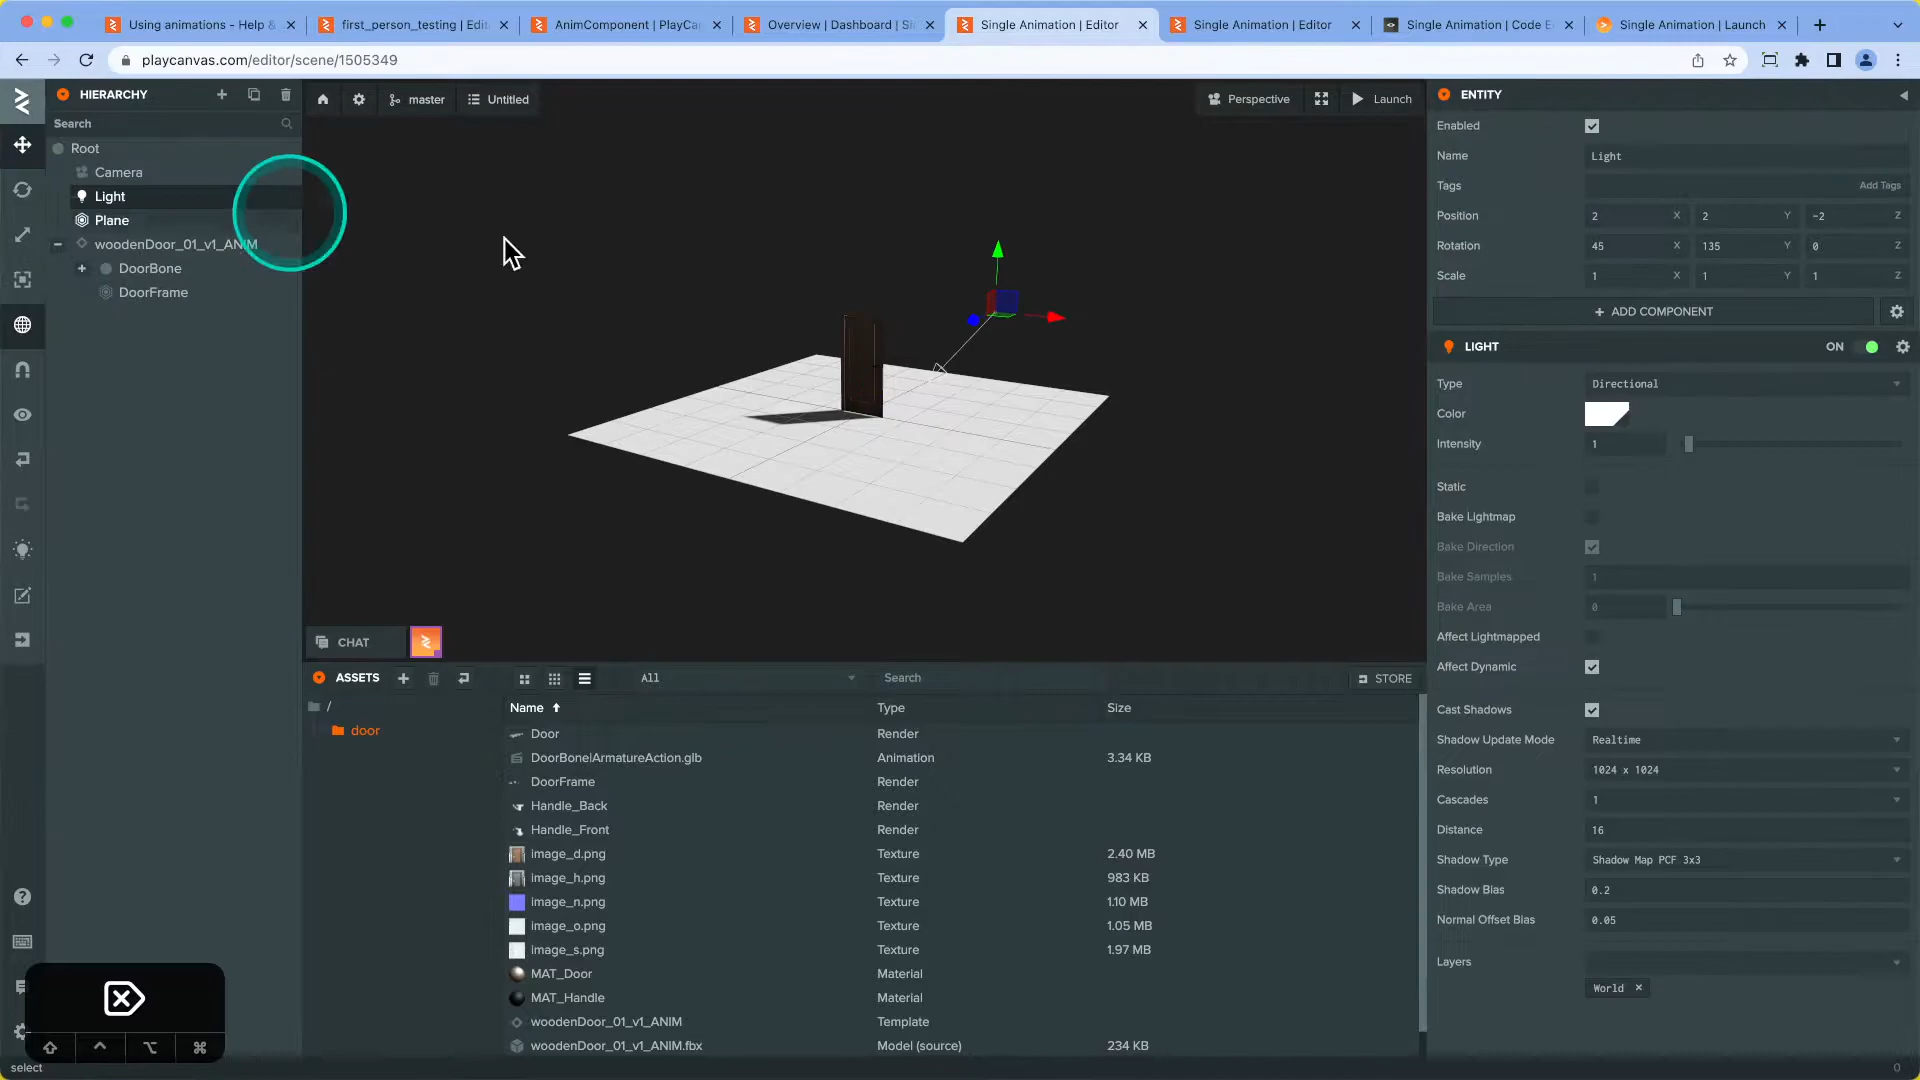 Using animations - Help &
first_person_testing | Edit
AnimComponent | PlayCa
Overview | Dashboard | Si
Single Animation | Editor
Single Animation | Editor
Single Animation | Code E
Single Animation | Launch
playcanvas.com/editor/scene/1505349
HIERARCHY
Search
Root
Camera
Light
Plane
woodenDoor_01_v1_ANIM
DoorBone
DoorFrame
master
Untitled
Perspective
Launch
CHAT
ASSETS
All
Search
STORE
/
door
Name
Type
Size
Door Render
DoorBone|ArmatureAction.glb Animation 3.34 KB
DoorFrame Render
Handle_Back Render
Handle_Front Render
image_d.png Texture 2.40 MB
image_h.png Texture 983 KB
image_n.png Texture 1.10 MB
image_o.png Texture 1.05 MB
image_s.png Texture 1.97 MB
MAT_Door Material
MAT_Handle Material
woodenDoor_01_v1_ANIM Template
woodenDoor_01_v1_ANIM.fbx Model (source) 234 KB
ENTITY
Enabled
Name Light
Tags Add Tags
Position 2 X 2 Y -2 Z
Rotation 45 X 135 Y 0 Z
Scale 1 X 1 Y 1 Z
+ ADD COMPONENT
LIGHT ON
Type Directional
Color
Intensity 1
Static
Bake Lightmap
Bake Direction
Bake Samples 1
Bake Area 0
Affect Lightmapped
Affect Dynamic
Cast Shadows
Shadow Update Mode Realtime
Resolution 1024 x 1024
Cascades 1
Distance 16
Shadow Type Shadow Map PCF 3x3
Shadow Bias 0.2
Normal Offset Bias 0.05
Layers
World ×
select
0